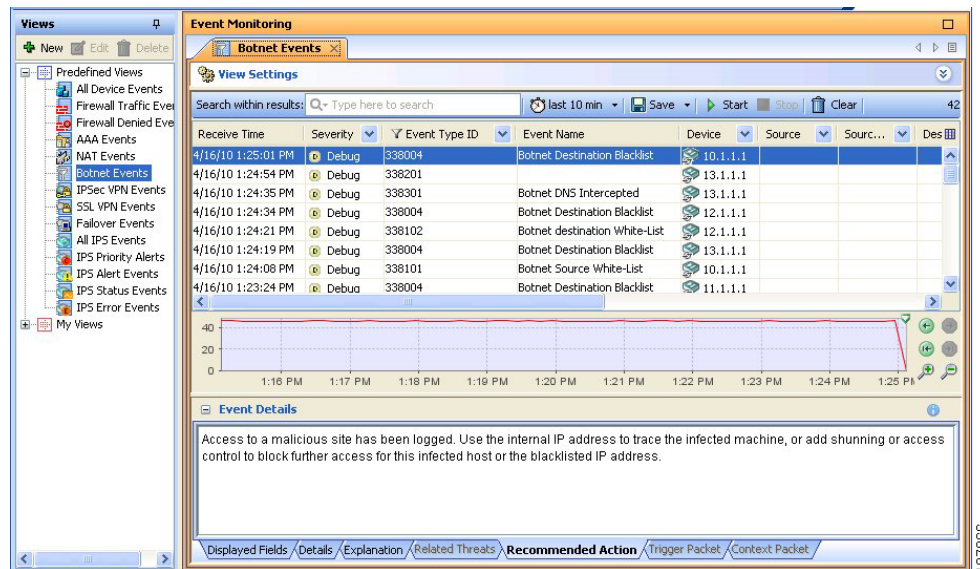 Views
New Edit Delete
Predefined Views
All Device Events
Firewall Traffic Eve
Firewall Denied Eve
AAA Events
NAT Events
Botnet Events
IPSec VPN Events
SSL VPN Events
Failover Events
All IPS Events
IPS Priority Alerts
IPS Alert Events
IPS Status Events
IPS Error Events
My Views
Event Monitoring
Botnet Events
View Settings
Search within results: Type here to search last 10 min Save Start Stop Clear 42
Receive Time Severity Event Type ID Event Name Device Source Sourc... Des
4/16/10 1:25:01 PM Debug 338004 Botnet Destination Blacklist 10.1.1.1
4/16/10 1:24:54 PM Debug 338201 13.1.1.1
4/16/10 1:24:35 PM Debug 338301 Botnet DNS Intercepted 13.1.1.1
4/16/10 1:24:34 PM Debug 338004 Botnet Destination Blacklist 12.1.1.1
4/16/10 1:24:21 PM Debug 338102 Botnet destination White-List 12.1.1.1
4/16/10 1:24:19 PM Debug 338004 Botnet Destination Blacklist 13.1.1.1
4/16/10 1:24:08 PM Debug 338101 Botnet Source White-List 10.1.1.1
4/16/10 1:23:24 PM Debug 338004 Botnet Destination Blacklist 11.1.1.1
40
20
0
1:16 PM 1:17 PM 1:18 PM 1:19 PM 1:20 PM 1:21 PM 1:22 PM 1:23 PM 1:24 PM 1:25 PM
Event Details
Access to a malicious site has been logged. Use the internal IP address to trace the infected machine, or add shunning or access
control to block further access for this infected host or the blacklisted IP address.
Displayed Fields Details Explanation Related Threats Recommended Action Trigger Packet Context Packet